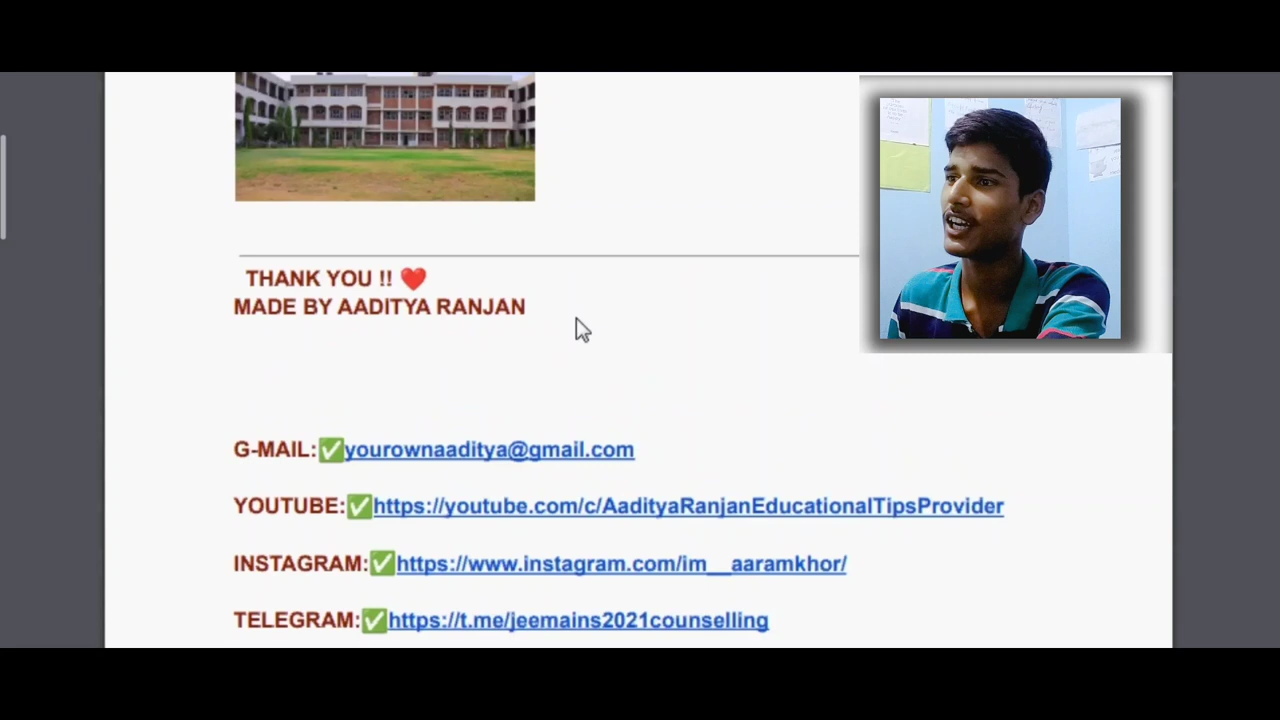 THANK YOU !! ❤️
MADE BY AADITYA RANJAN
G-MAIL:✅yourownaaditya@gmail.com
YOUTUBE:✅https://youtube.com/c/AadityaRanjanEducationalTipsProvider
INSTAGRAM:✅https://www.instagram.com/im__aaramkhor/
TELEGRAM:✅https://t.me/jeemains2021counselling